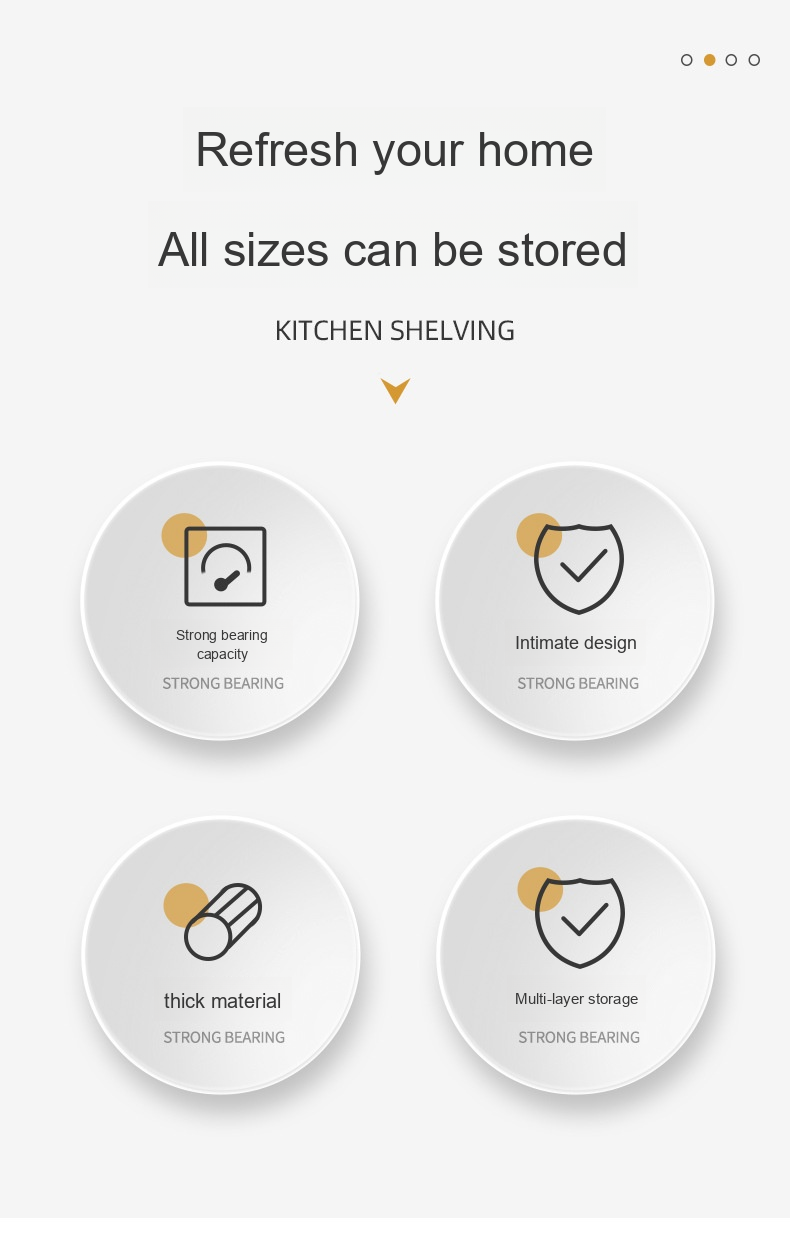 Refresh your home
All sizes can be stored
KITCHEN SHELVING
Strong bearing
capacity
STRONG BEARING
Intimate design
STRONG BEARING
thick material
STRONG BEARING
Multi-layer storage
STRONG BEARING